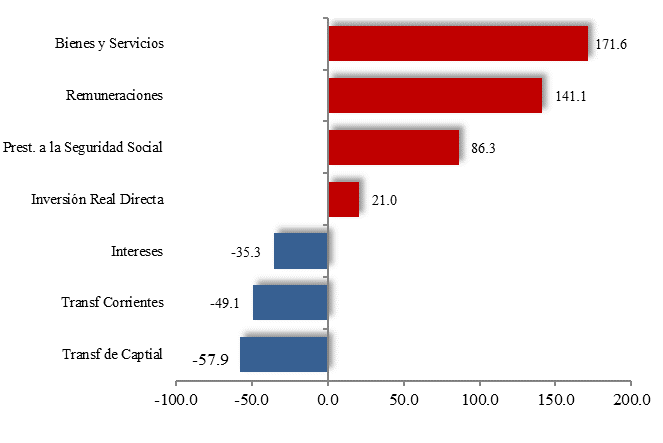 Bienes y Servicios
171.6
Remuneraciones
141.1
Prest. a la Seguridad Social
86.3
Inversión Real Directa
21.0
Intereses
-35.3
Transf Corrientes
-49.1
Transf de Captial
-57.9
-100.0 -50.0 0.0 50.0 100.0 150.0 200.0